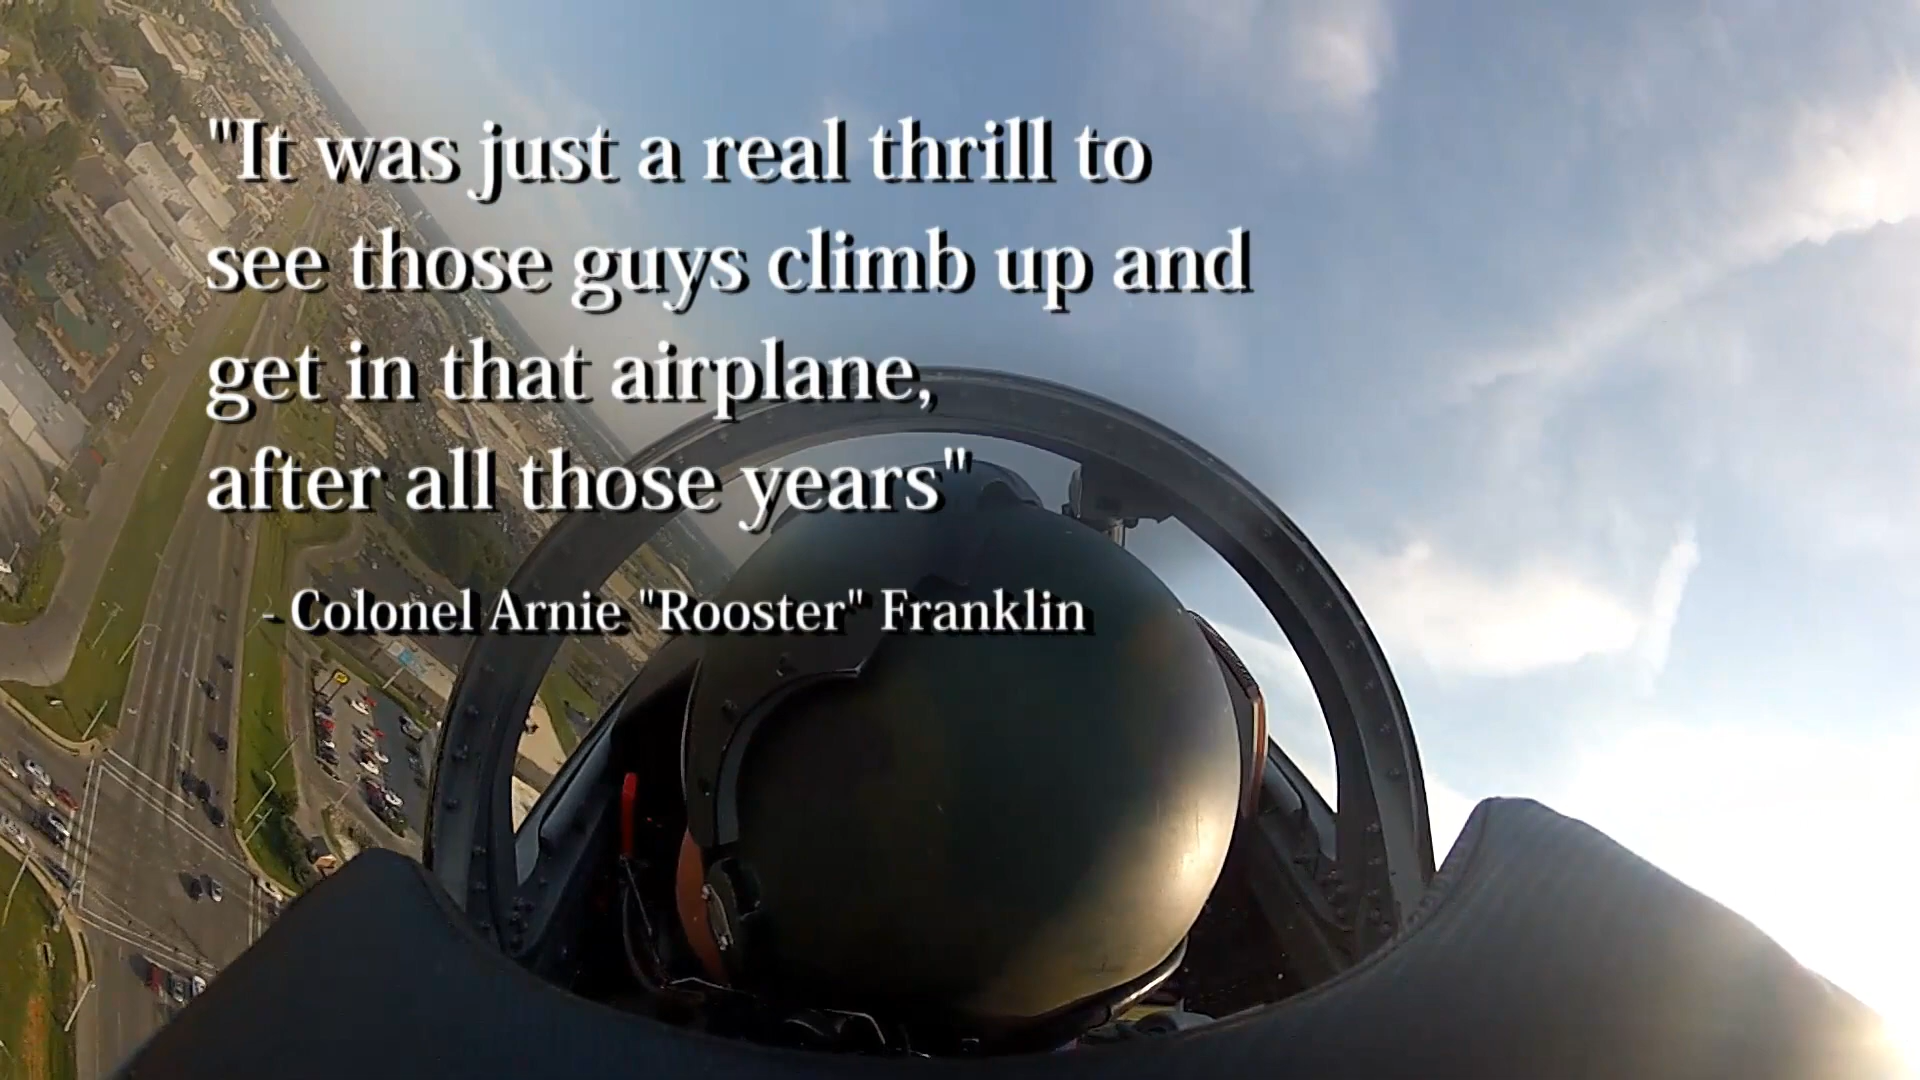 "It was just a real thrill to
see those guys climb up and
get in that airplane,
after all those years"
- Colonel Arnie "Rooster" Franklin